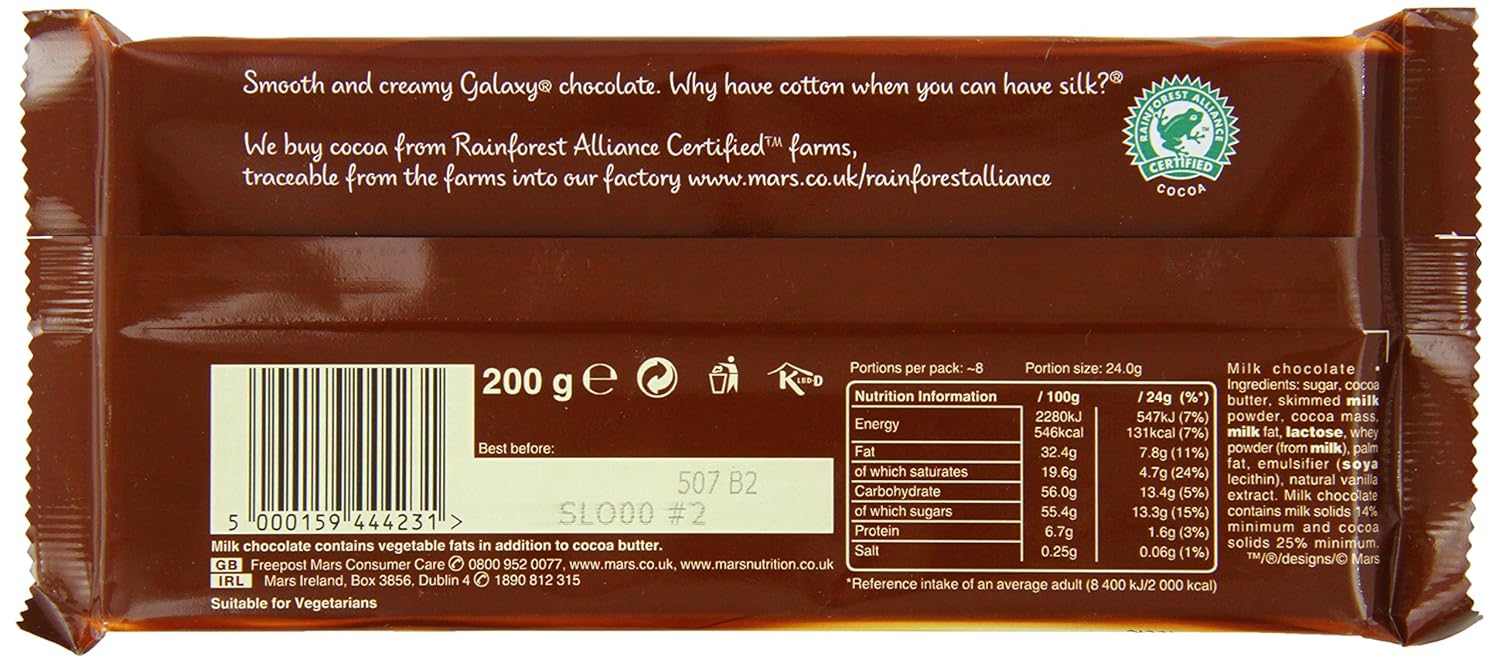 Smooth and creamy Galaxy® chocolate. Why have cotton when you can have silk?®
We buy cocoa from Rainforest Alliance Certified™ farms,
traceable from the farms into our factory www.mars.co.uk/rainforestalliance
RAINFOREST ALLIANCE
CERTIFIED
COCOA
5 000159 444231 >
200 g ℮
K LBD-D
Best before:
507 B2
SLO00 #2
Milk chocolate contains vegetable fats in addition to cocoa butter.
GB Freepost Mars Consumer Care ✆ 0800 952 0077, www.mars.co.uk, www.marsnutrition.co.uk
IRL Mars Ireland, Box 3856, Dublin 4 ✆ 1890 812 315
Suitable for Vegetarians
Portions per pack: ~8 Portion size: 24.0g
Nutrition Information / 100g / 24g (%*)
Energy 2280kJ 547kJ (7%)
546kcal 131kcal (7%)
Fat 32.4g 7.8g (11%)
of which saturates 19.6g 4.7g (24%)
Carbohydrate 56.0g 13.4g (5%)
of which sugars 55.4g 13.3g (15%)
Protein 6.7g 1.6g (3%)
Salt 0.25g 0.06g (1%)
*Reference intake of an average adult (8 400 kJ/2 000 kcal)
Milk chocolate •
Ingredients: sugar, cocoa
butter, skimmed milk
powder, cocoa mass,
milk fat, lactose, whey
powder (from milk), palm
fat, emulsifier (soya
lecithin), natural vanilla
extract. Milk chocolate
contains milk solids 14%
minimum and cocoa
solids 25% minimum.
™/®/designs/© Mars